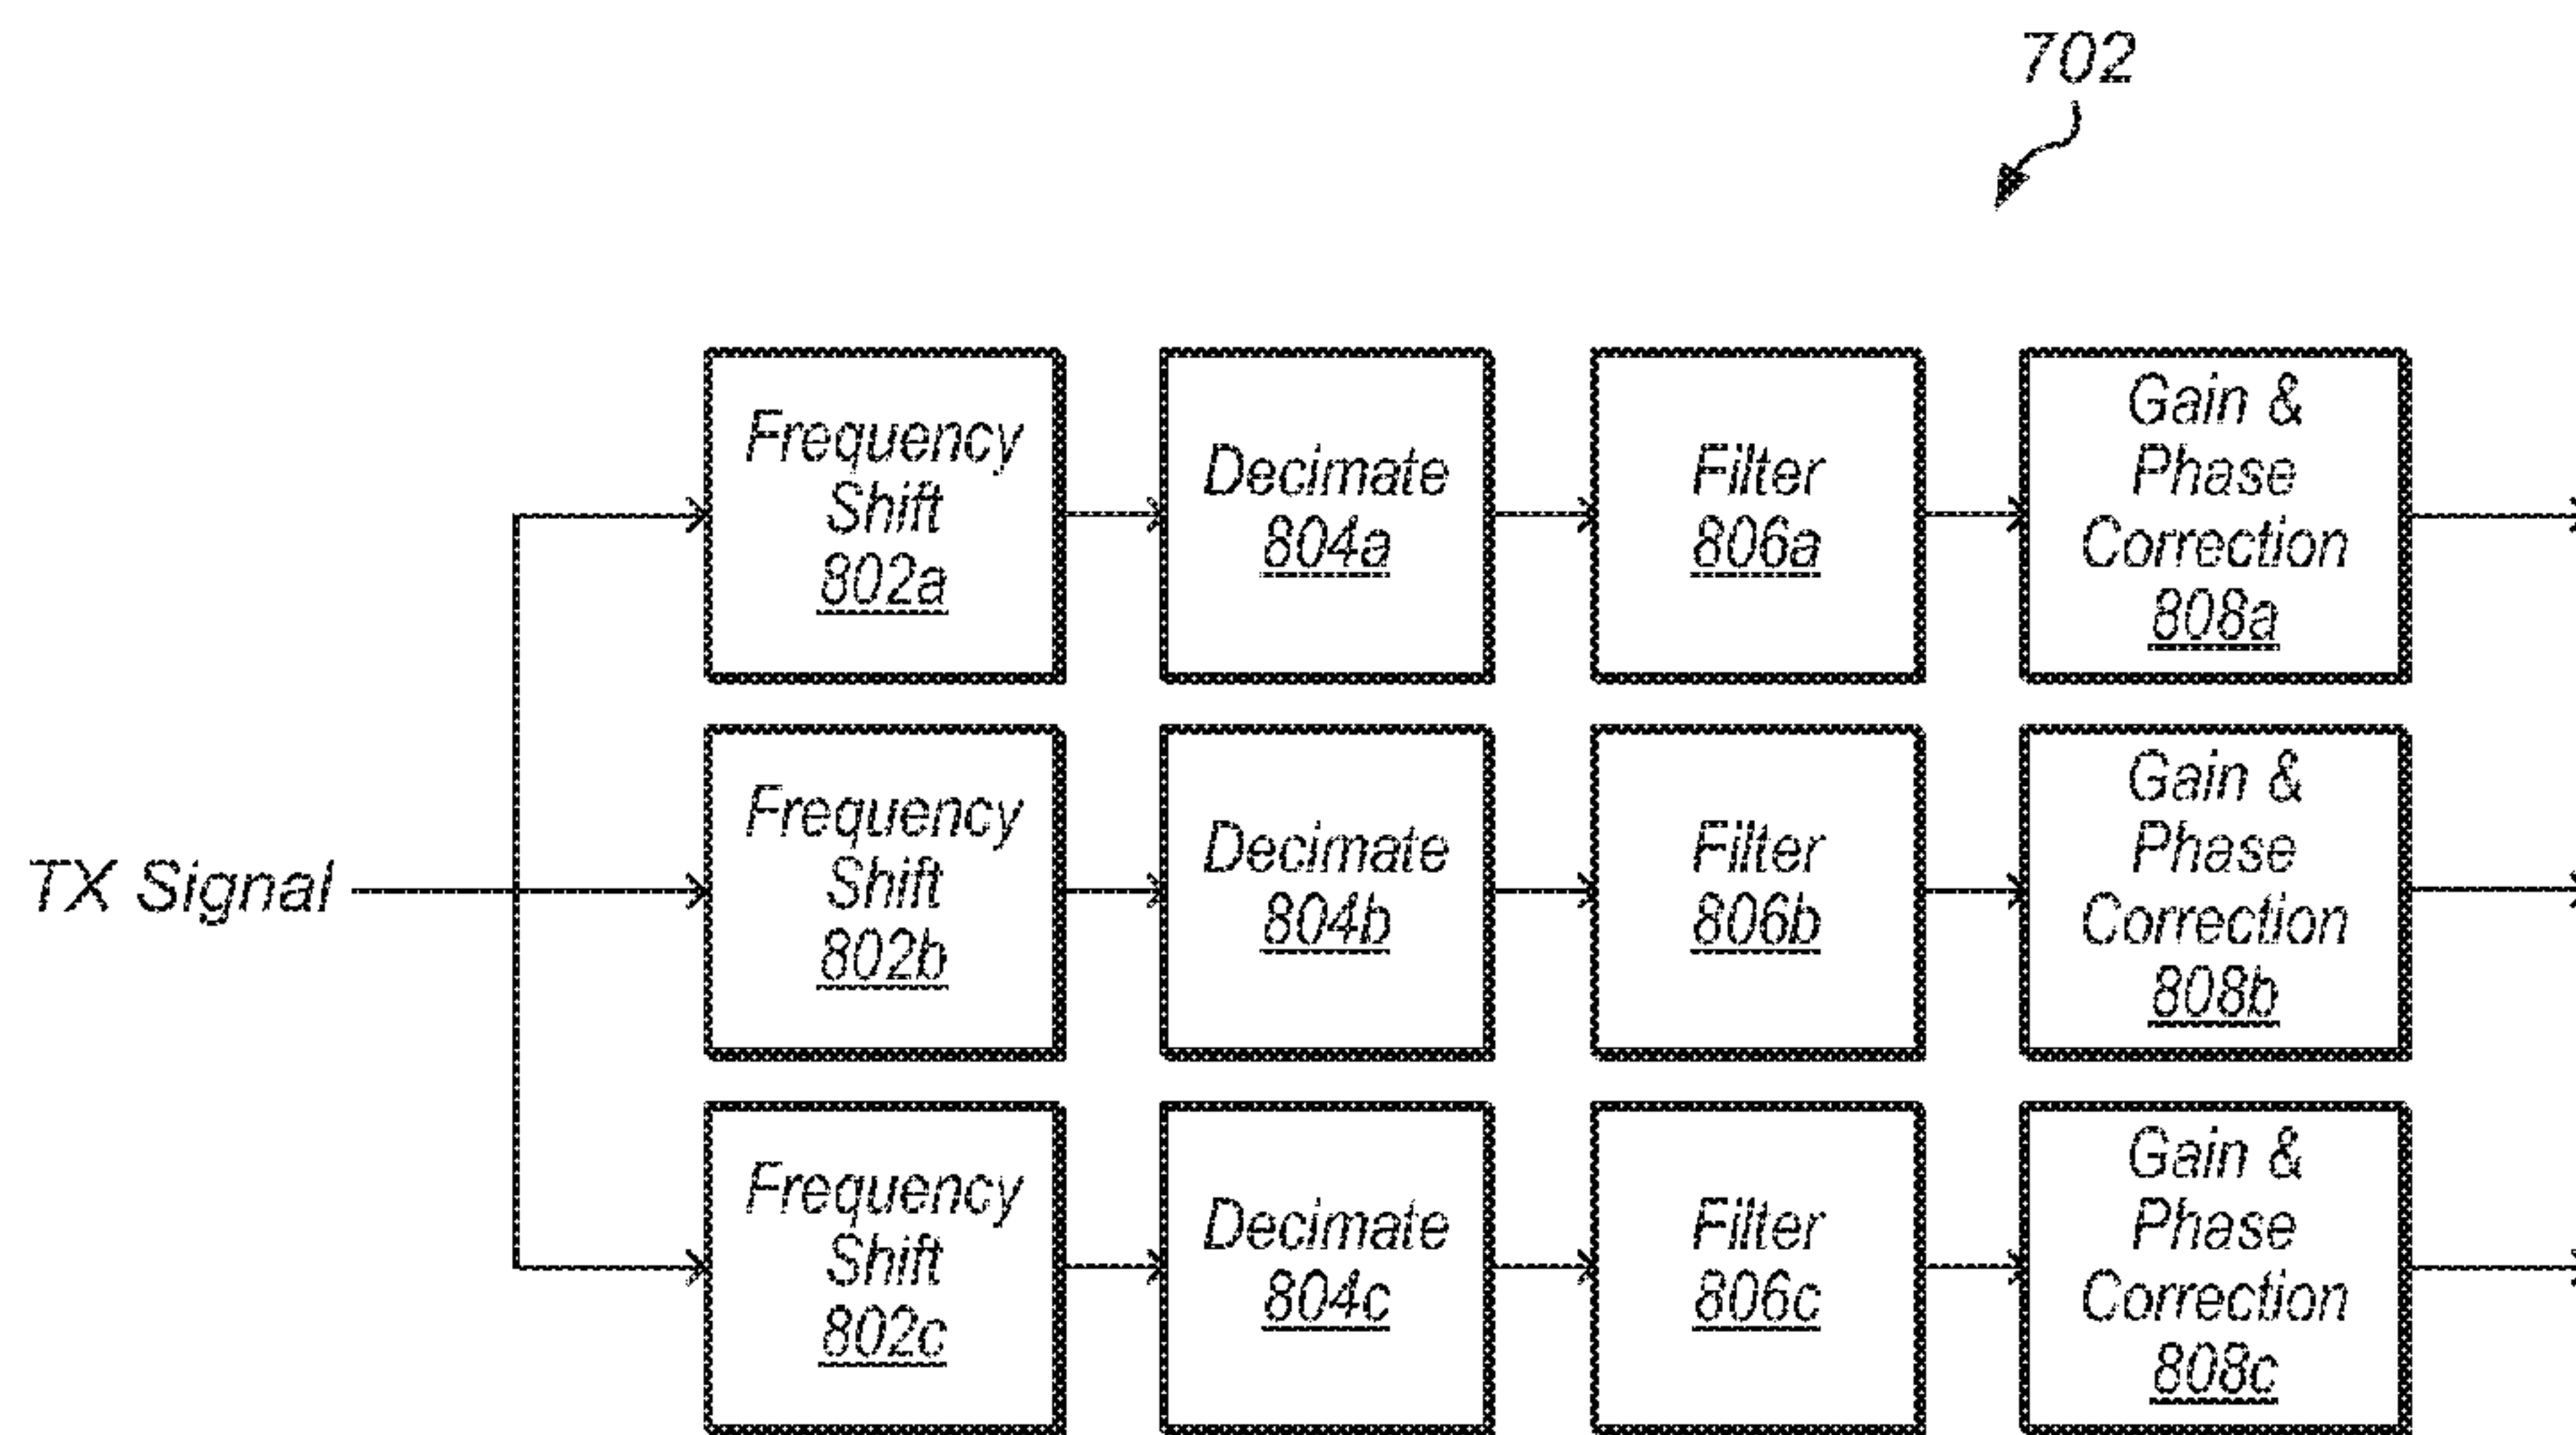 702
Frequency
Shift
802a
Decimate
804a
Filter
806a
Gain &
Phase
Correction
808a
TX Signal
Frequency
Shift
802b
Decimate
804b
Filter
806b
Gain &
Phase
Correction
808b
Frequency
Shift
802c
Decimate
804c
Filter
806c
Gain &
Phase
Correction
808c